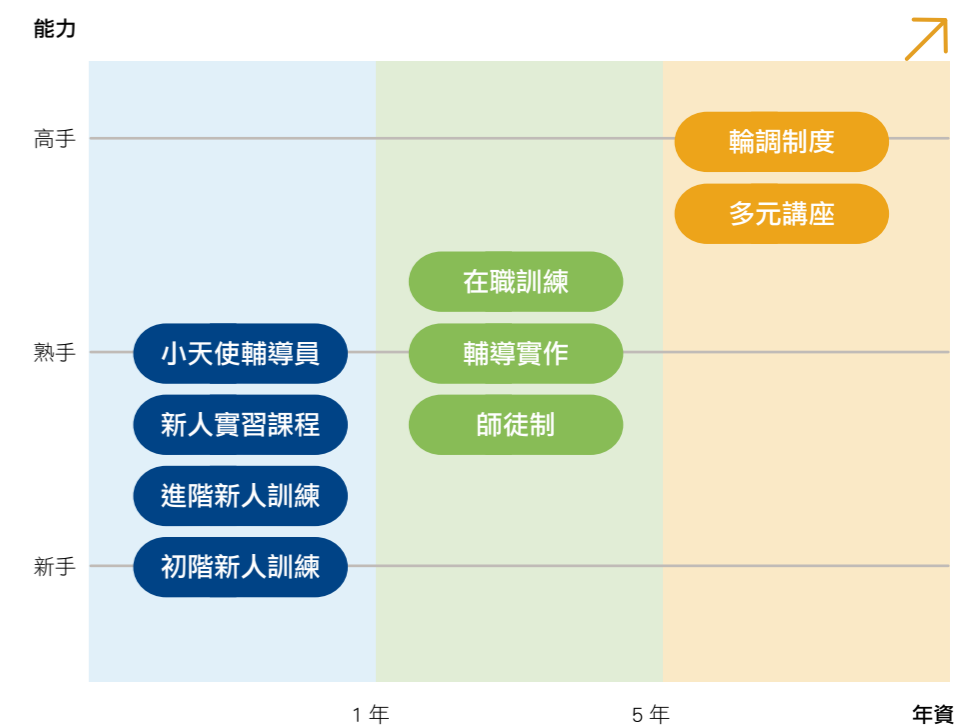 能力
高手
輪調制度
多元講座
在職訓練
熟手
小天使輔導員
輔導實作
新人實習課程
師徒制
進階新人訓練
新手
初階新人訓練
1 年
5 年
年資